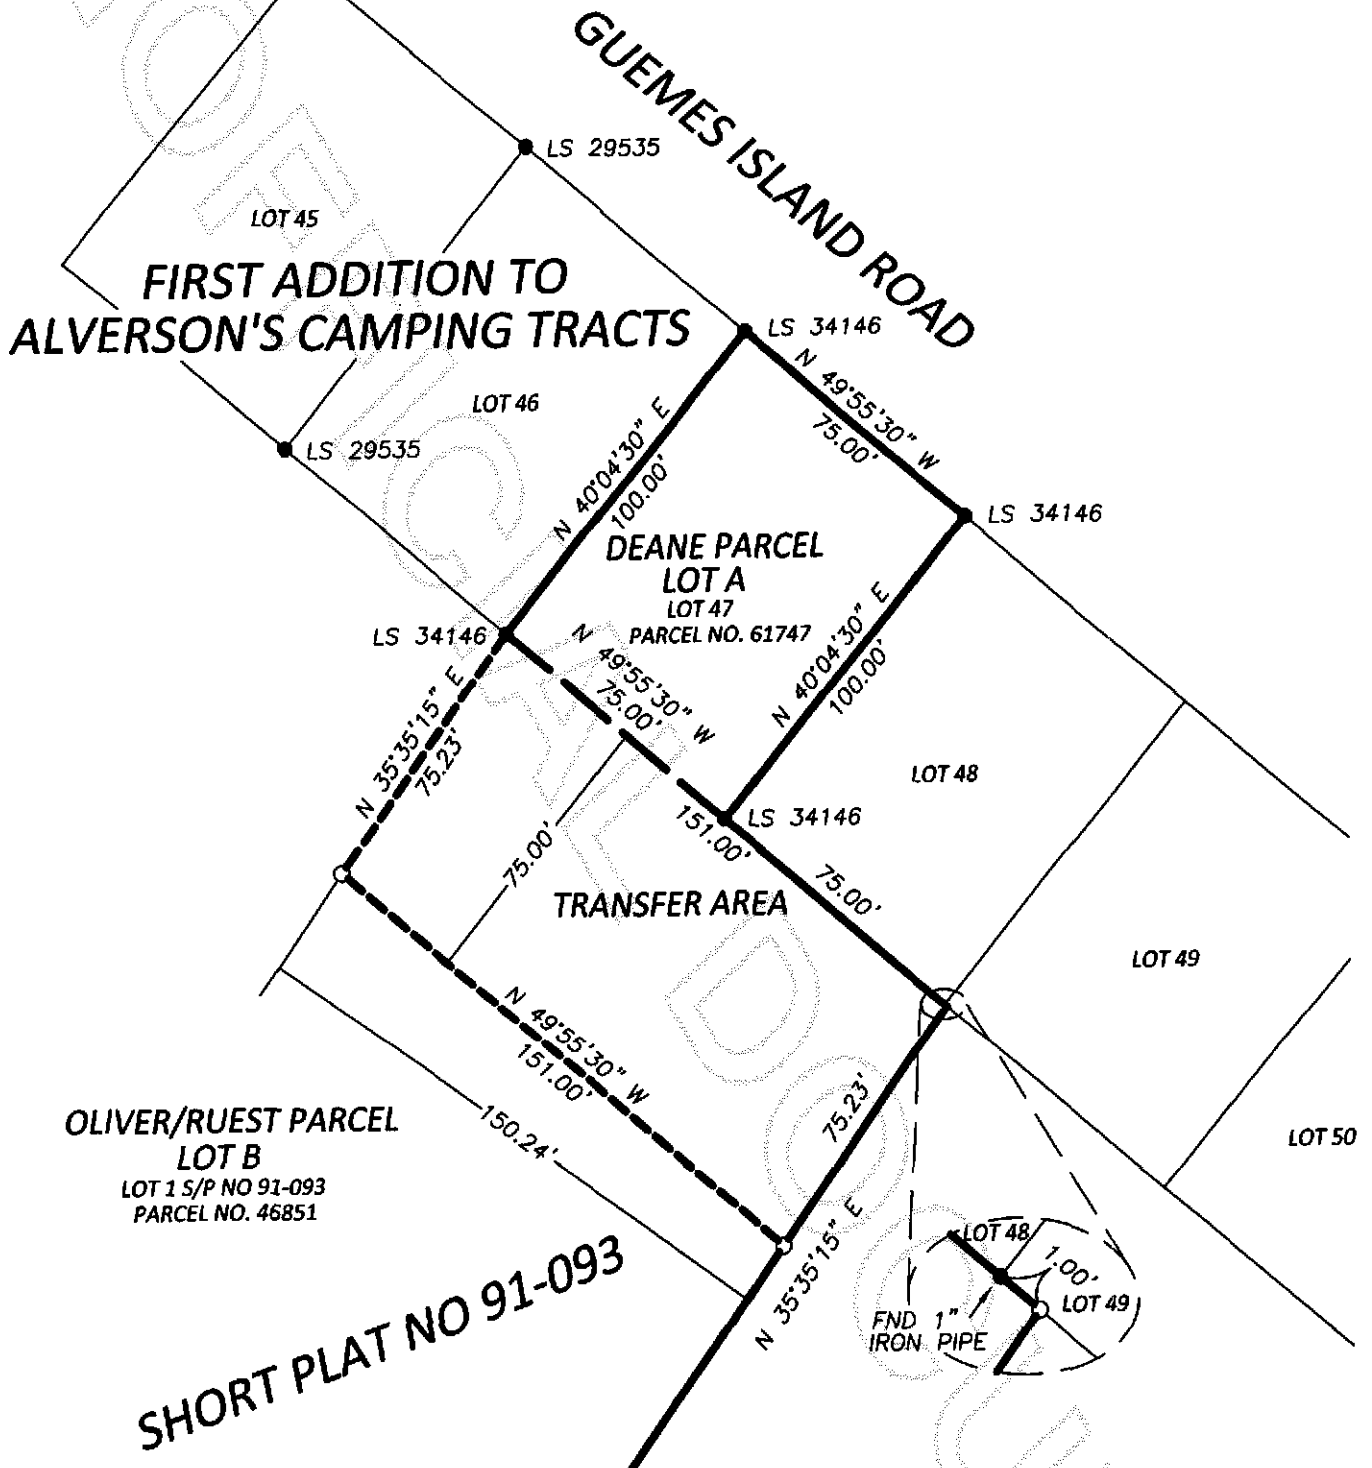 GUEMES ISLAND ROAD
LS 29535
LOT 45
FIRST ADDITION TO
ALVERSON'S CAMPING TRACTS
LS 34146
N 49°55'30" W
75.00'
LOT 46
LS 29535
N 40°04'30" E
100.00'
LS 34146
DEANE PARCEL
LOT A
LOT 47
PARCEL NO. 61747
LS 34146
N 49°55'30" W
75.00'
N 40°04'30" E
100.00'
N 35°35'15" E
75.23'
LOT 48
LS 34146
151.00'
75.00'
75.00'
TRANSFER AREA
LOT 49
N 49°55'30" W
151.00'
75.23'
N 35°35'15" E
OLIVER/RUEST PARCEL
LOT B
LOT 1 S/P NO 91-093
PARCEL NO. 46851
150.24'
LOT 50
SHORT PLAT NO 91-093
LOT 48
1.00'
LOT 49
FND 1"
IRON PIPE
UNOFFICIAL DOCU